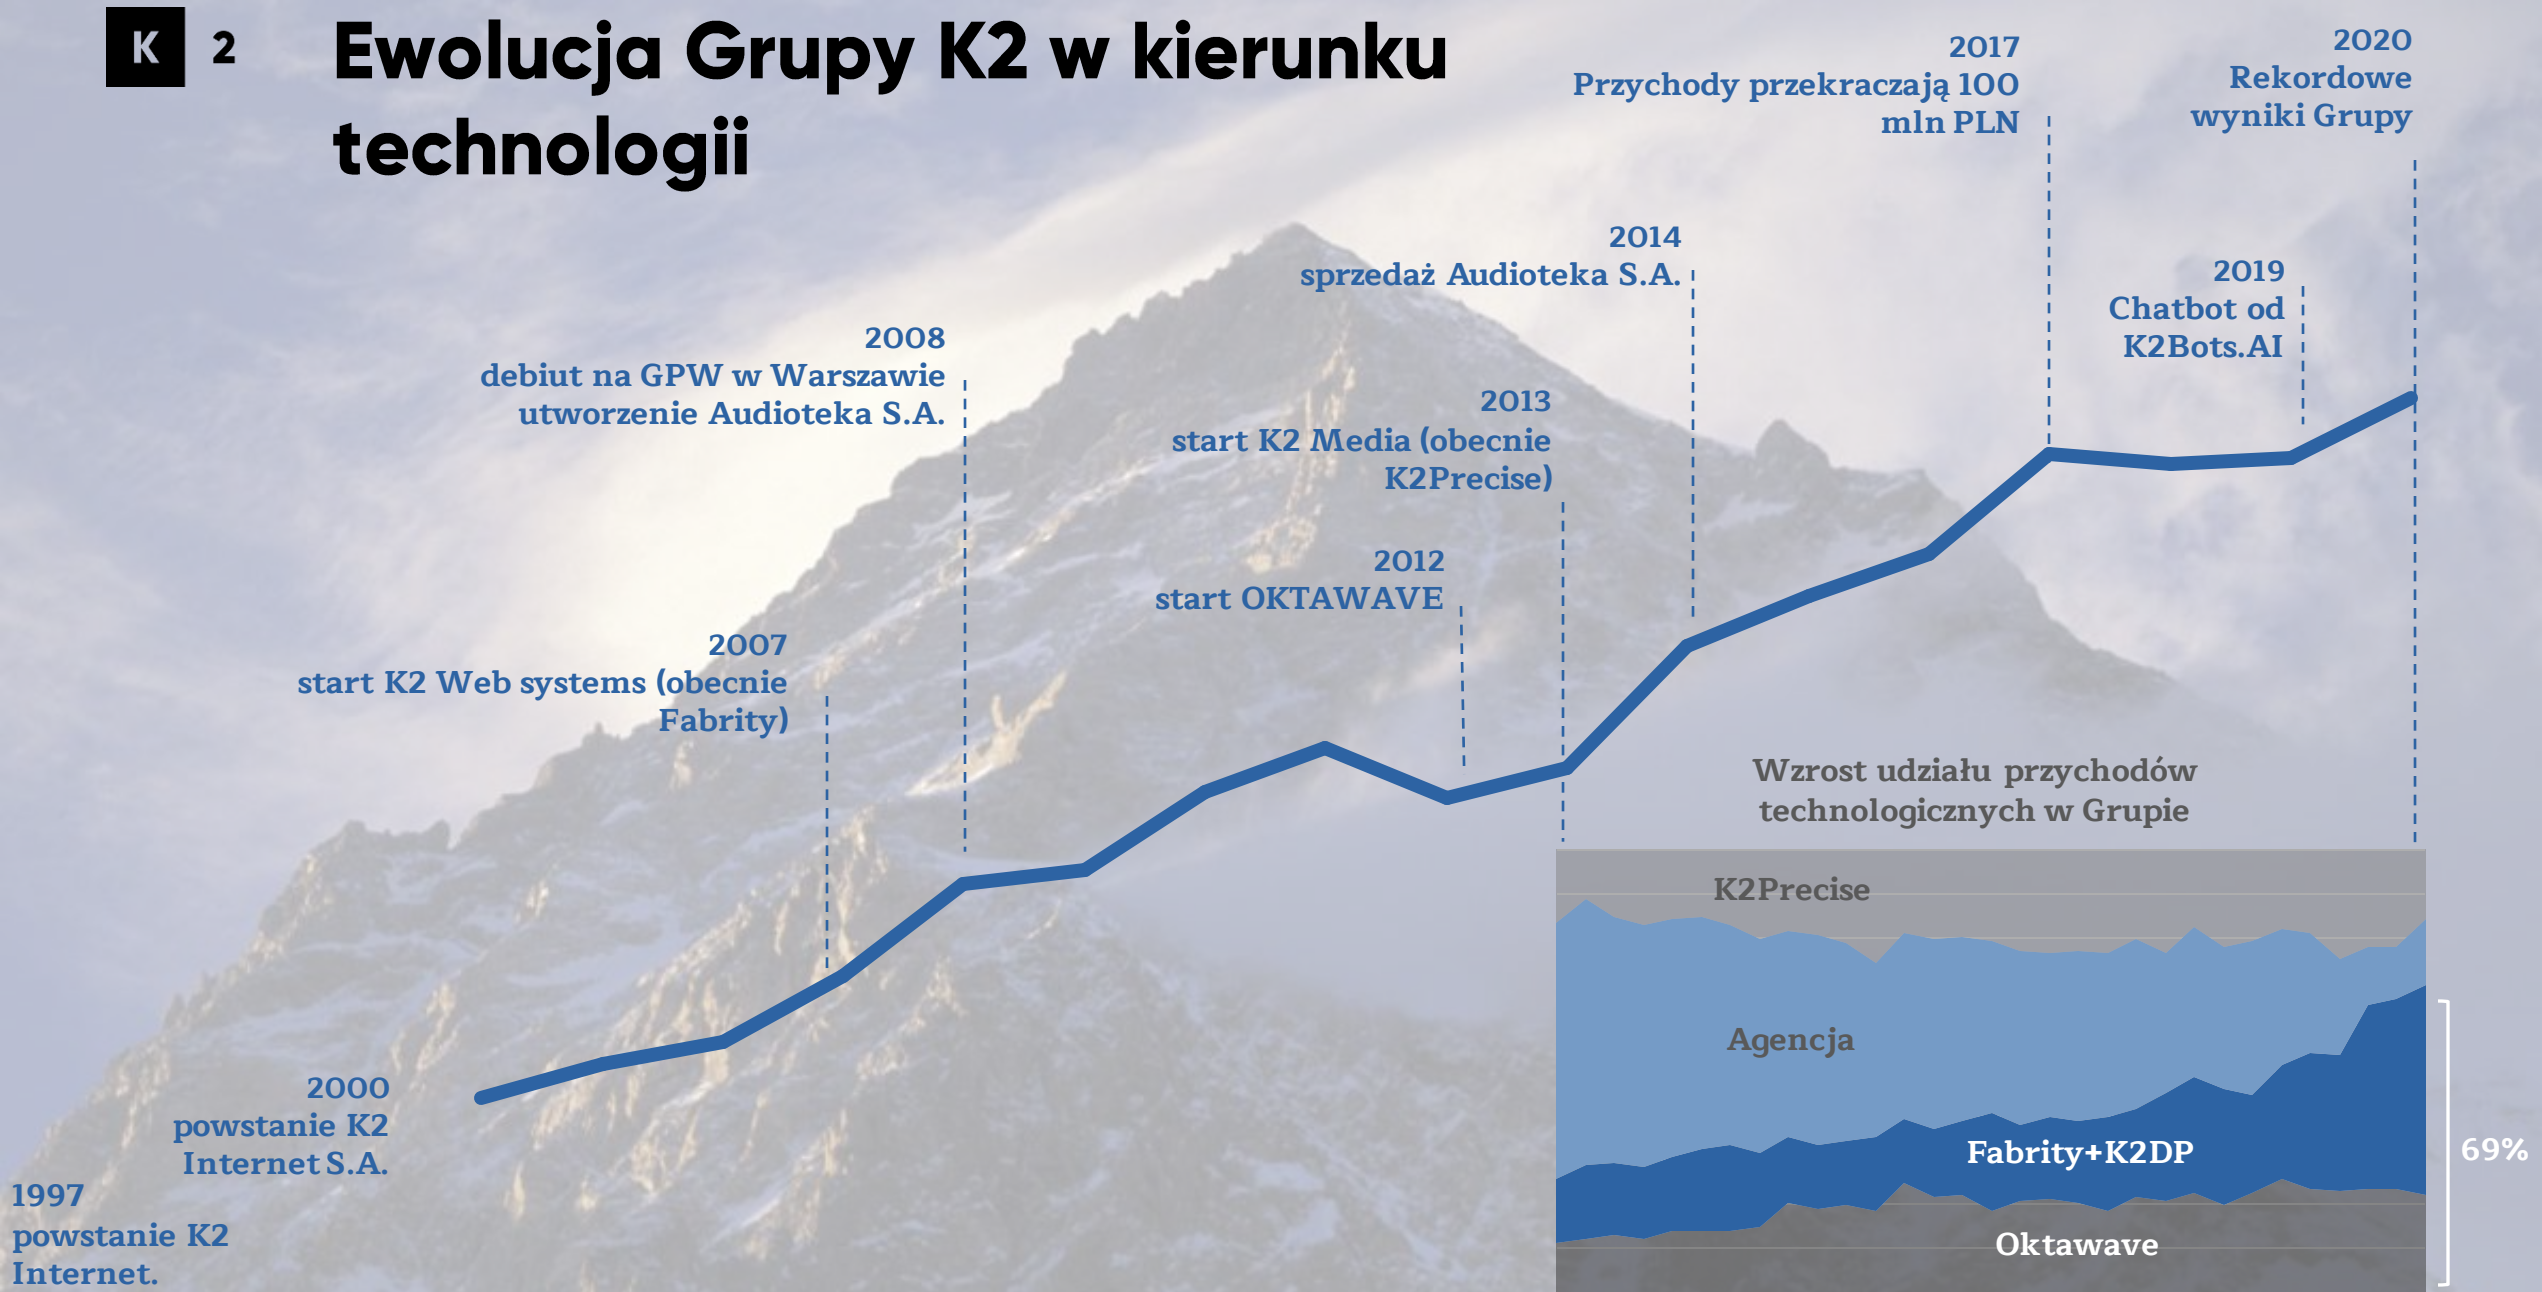 K 2
Ewolucja Grupy K2 w kierunku
technologii
1997
powstanie K2
Internet.
2000
powstanie K2
Internet S.A.
2007
start K2 Web systems (obecnie
Fabrity)
2008
debiut na GPW w Warszawie
utworzenie Audioteka S.A.
2012
start OKTAWAVE
2013
start K2 Media (obecnie
K2Precise)
2014
sprzedaż Audioteka S.A.
2017
Przychody przekraczają 100
mln PLN
2019
Chatbot od
K2Bots.AI
2020
Rekordowe
wyniki Grupy
Wzrost udziału przychodów
technologicznych w Grupie
K2Precise
Agencja
Fabrity+K2DP
Oktawave
69%